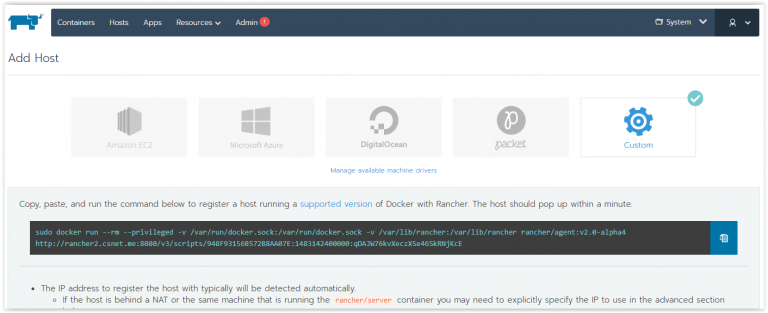 Containers Hosts Apps Resources Admin ! System
Add Host
Amazon EC2 Microsoft Azure DigitalOcean packet Custom
Manage available machine drivers
Copy, paste, and run the command below to register a host running a supported version of Docker with Rancher. The host should pop up within a minute.
sudo docker run --rm --privileged -v /var/run/docker.sock:/var/run/docker.sock -v /var/lib/rancher:/var/lib/rancher rancher/agent:v2.0-alpha4
http://rancher2.csnet.me:8080/v3/scripts/948F93156B572B8AA07E:1483142400000:qDAJW76kvXeczX5e46SkRNjKcE
• The IP address to register the host with typically will be detected automatically.
◦ If the host is behind a NAT or the same machine that is running the rancher/server container you may need to explicitly specify the IP to use in the advanced section